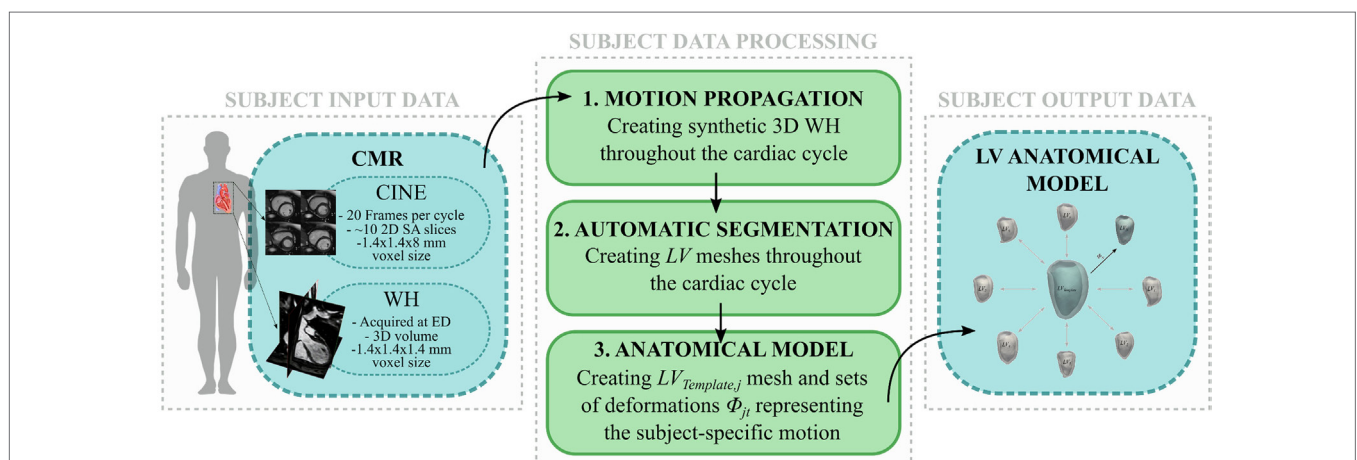 SUBJECT DATA PROCESSING
SUBJECT INPUT DATA
CMR
CINE
- 20 Frames per cycle
- ~10 2D SA slices
-1.4x1.4x8 mm
voxel size
WH
- Acquired at ED
- 3D volume
-1.4x1.4x1.4 mm
voxel size
1. MOTION PROPAGATION
Creating synthetic 3D WH
throughout the cardiac cycle
2. AUTOMATIC SEGMENTATION
Creating LV meshes throughout
the cardiac cycle
3. ANATOMICAL MODEL
Creating LV_Template,j mesh and sets
of deformations Φ_jt representing
the subject-specific motion
SUBJECT OUTPUT DATA
LV ANATOMICAL
MODEL